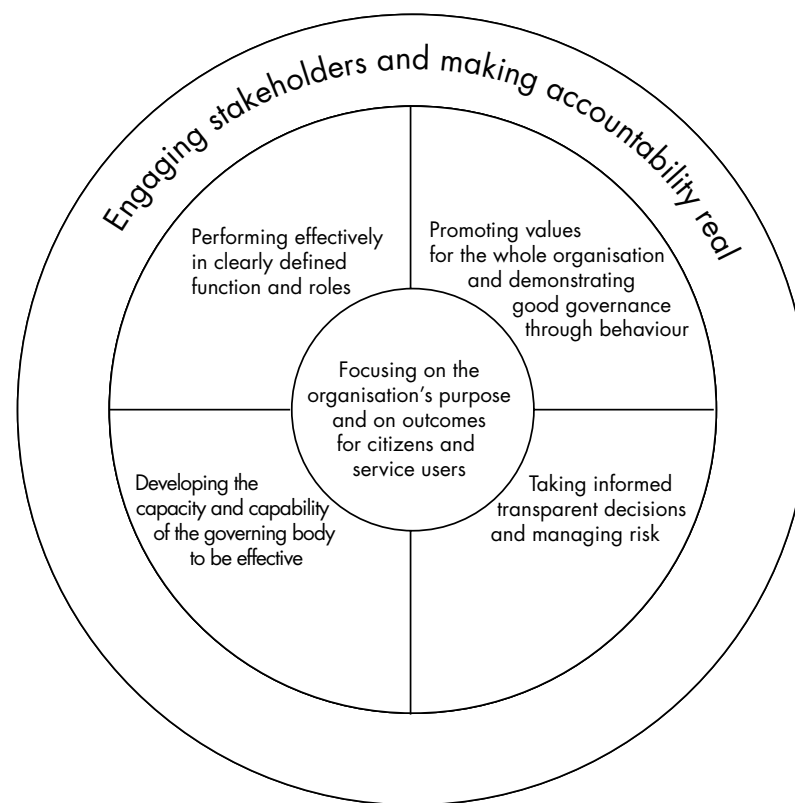 Engaging stakeholders and making accountability real
Performing effectively
in clearly defined
function and roles
Promoting values
for the whole organisation
and demonstrating
good governance
through behaviour
Focusing on the
organisation’s purpose
and on outcomes
for citizens and
service users
Developing the
capacity and capability
of the governing body
to be effective
Taking informed
transparent decisions
and managing risk